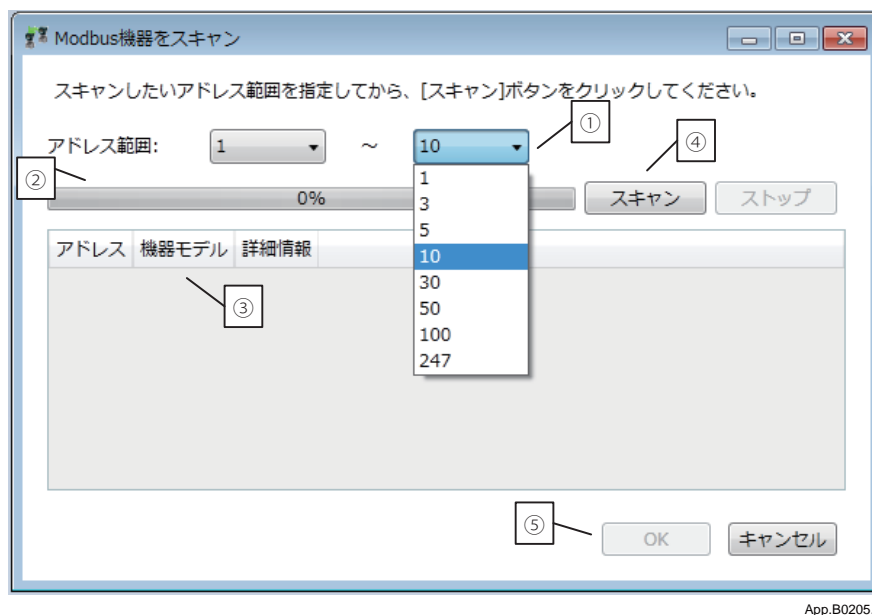 Modbus機器をスキャン
スキャンしたいアドレス範囲を指定してから、[スキャン]ボタンをクリックしてください。
①
アドレス範囲: 1 ~ 10
④
②
0% スキャン ストップ
1
3
5
10
30
50
100
247
アドレス 機器モデル 詳細情報
③
⑤
OK キャンセル
App.B0205